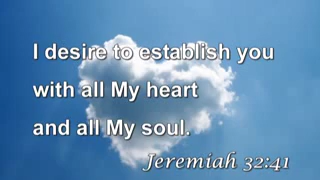 I desire to establish you
with all My heart
and all My soul.
Jeremiah 32:41